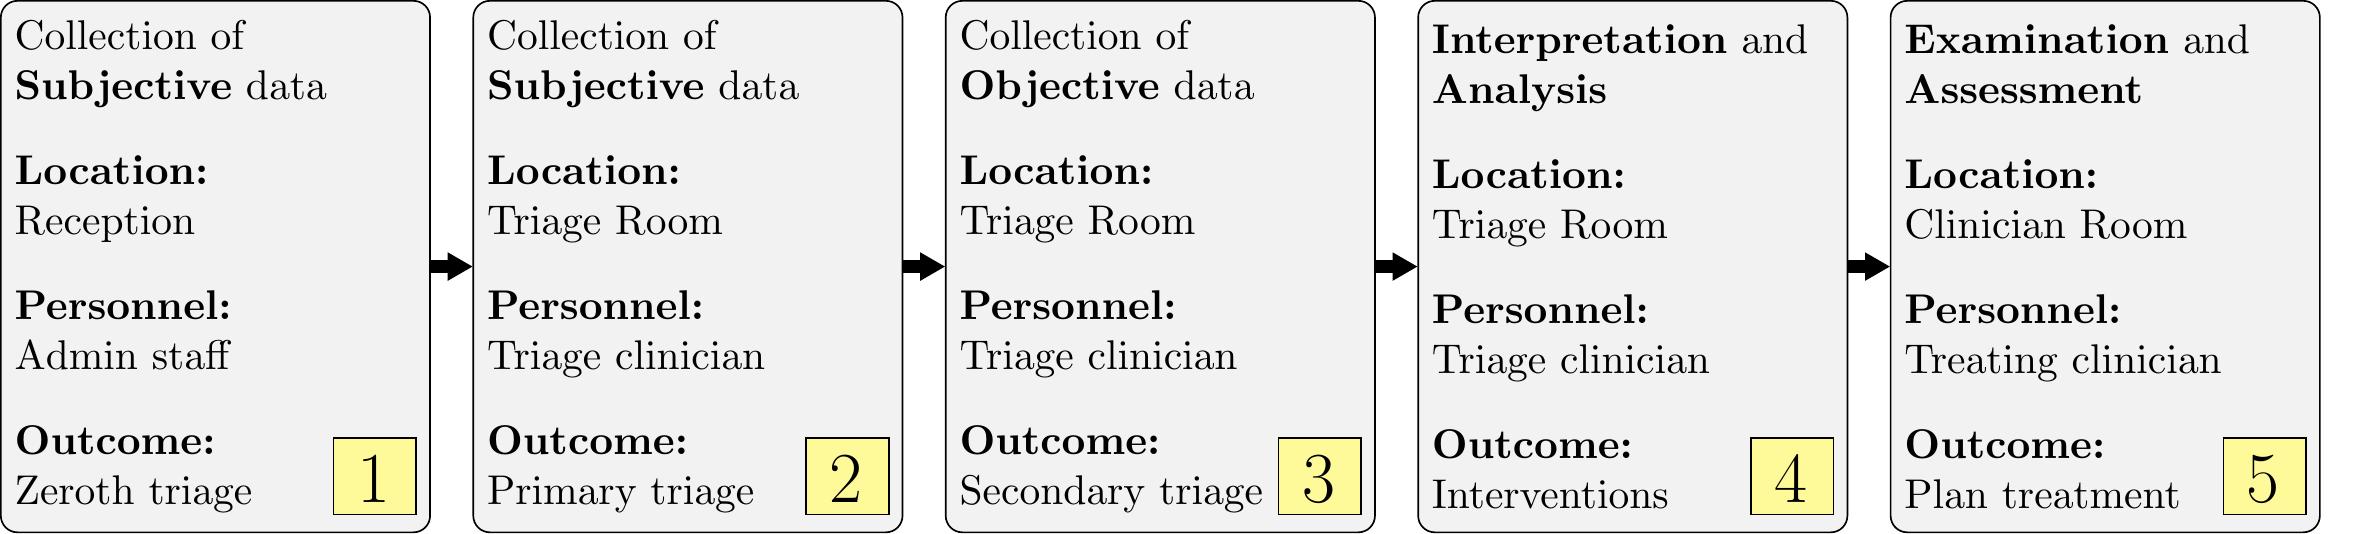 Collection of
Subjective data
Location:
Reception
Personnel:
Admin staff
Outcome:
Zeroth triage
1
Collection of
Subjective data
Location:
Triage Room
Personnel:
Triage clinician
Outcome:
Primary triage
2
Collection of
Objective data
Location:
Triage Room
Personnel:
Triage clinician
Outcome:
Secondary triage
3
Interpretation and
Analysis
Location:
Triage Room
Personnel:
Triage clinician
Outcome:
Interventions
4
Examination and
Assessment
Location:
Clinician Room
Personnel:
Treating clinician
Outcome:
Plan treatment
5